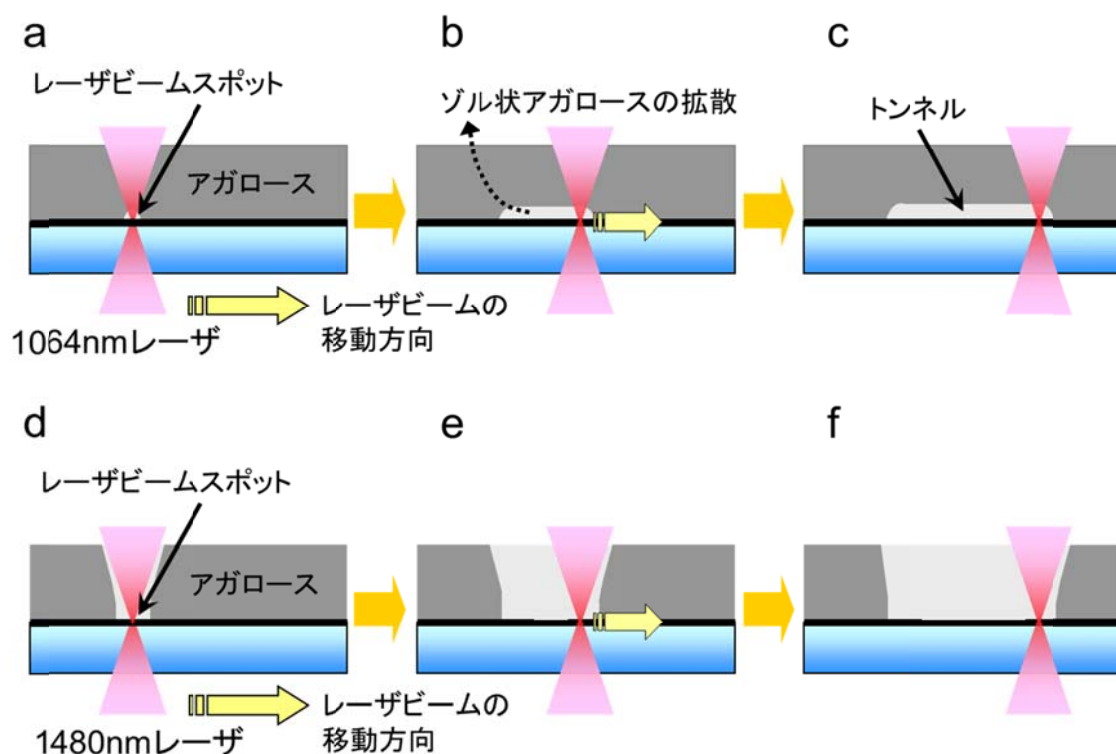 a
b
c
レーザビームスポット
ゾル状アガロースの拡散
トンネル
アガロース
レーザビームの
移動方向
1064nmレーザ
d
e
f
レーザビームスポット
アガロース
レーザビームの
移動方向
1480nmレーザ